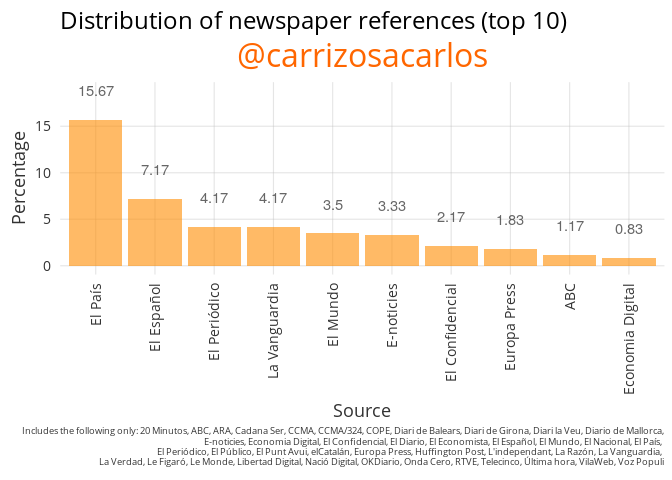 Distribution of newspaper references (top 10)
@carrizosacarlos
15.67
7.17
4.17
4.17
3.5
3.33
2.17
1.83
1.17
0.83
Percentage
15
10
5
0
El País
El Español
El Periódico
La Vanguardia
El Mundo
E-noticies
El Confidencial
Europa Press
ABC
Economia Digital
Source
Includes the following only: 20 Minutos, ABC, ARA, Cadana Ser, CCMA, CCMA/324, COPE, Diari de Balears, Diari de Girona, Diari la Veu, Diario de Mallorca,
E-noticies, Economia Digital, El Confidencial, El Diario, El Economista, El Español, El Mundo, El Nacional, El País,
El Periódico, El Público, El Punt Avui, elCatalán, Europa Press, Huffington Post, L'independant, La Razón, La Vanguardia,
La Verdad, Le Figaró, Le Monde, Libertad Digital, Nació Digital, OKDiario, Onda Cero, RTVE, Telecinco, Última hora, VilaWeb, Voz Populi